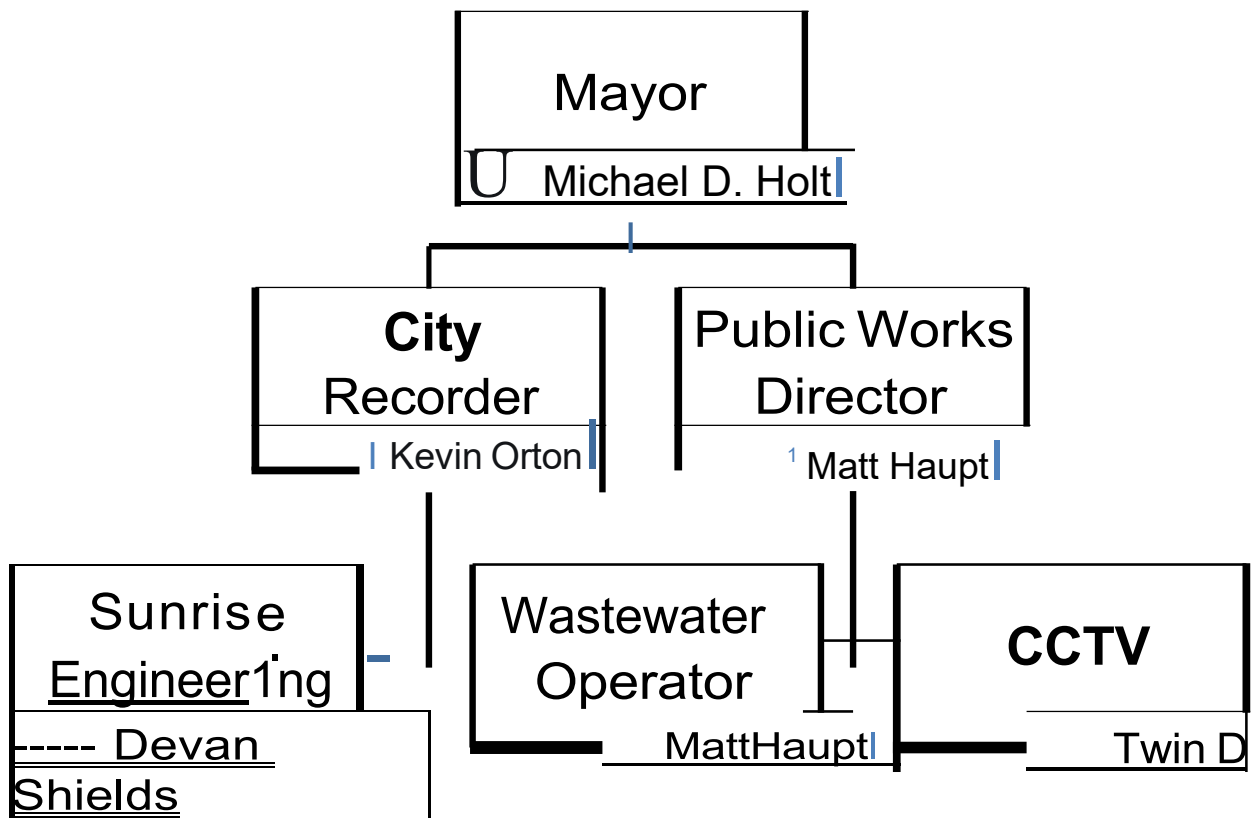 Mayor
U Michael D. Holt
City
Recorder
Kevin Orton
Public Works
Director
1 Matt Haupt
Sunrise
Engineer1ng
----- Devan
Shields
Wastewater
Operator
MattHaupt
CCTV
Twin D